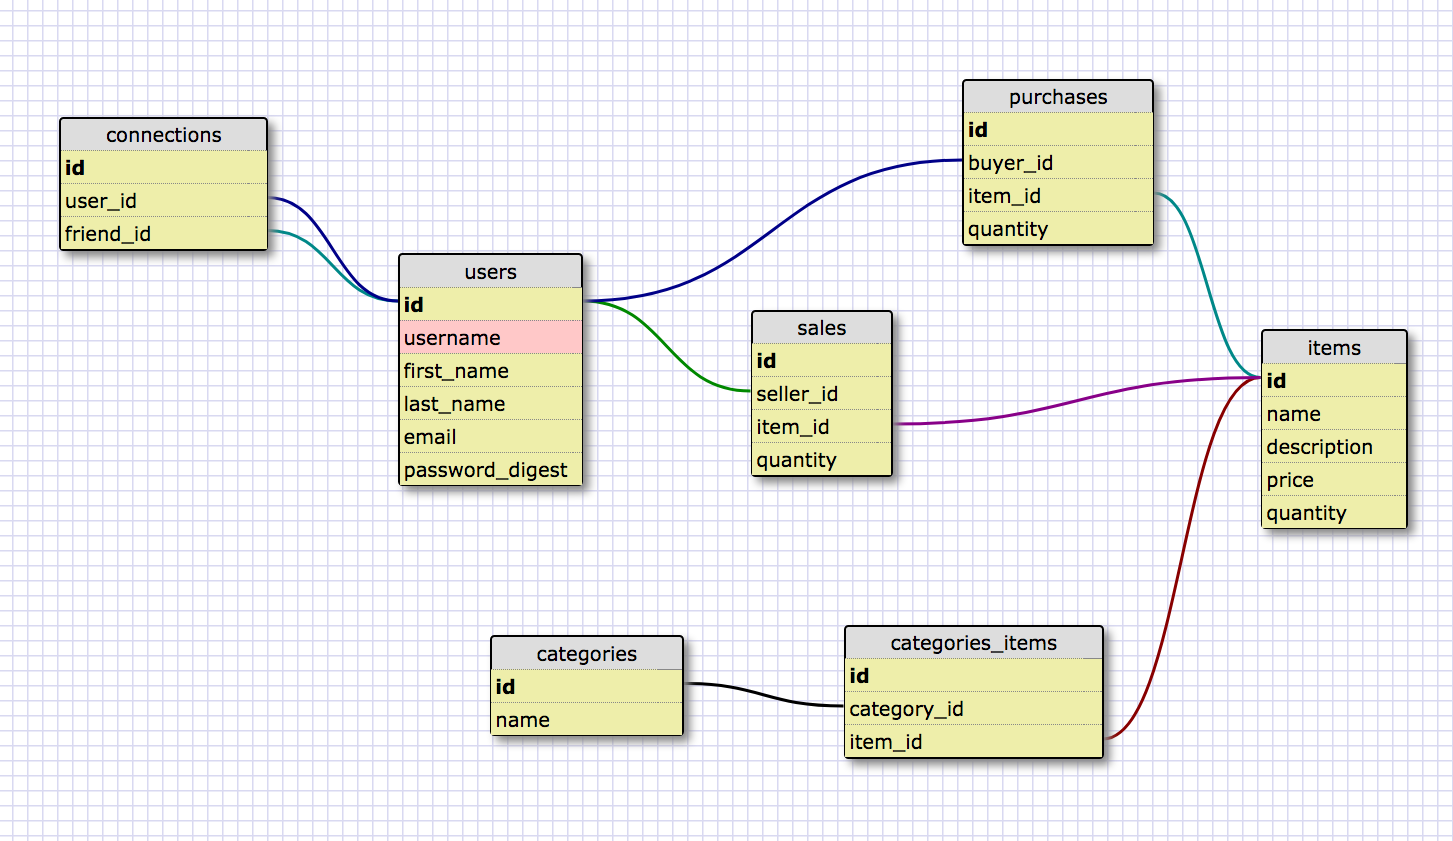 connections
id
user_id
friend_id
users
id
username
first_name
last_name
email
password_digest
purchases
id
buyer_id
item_id
quantity
sales
id
seller_id
item_id
quantity
items
id
name
description
price
quantity
categories
id
name
categories_items
id
category_id
item_id